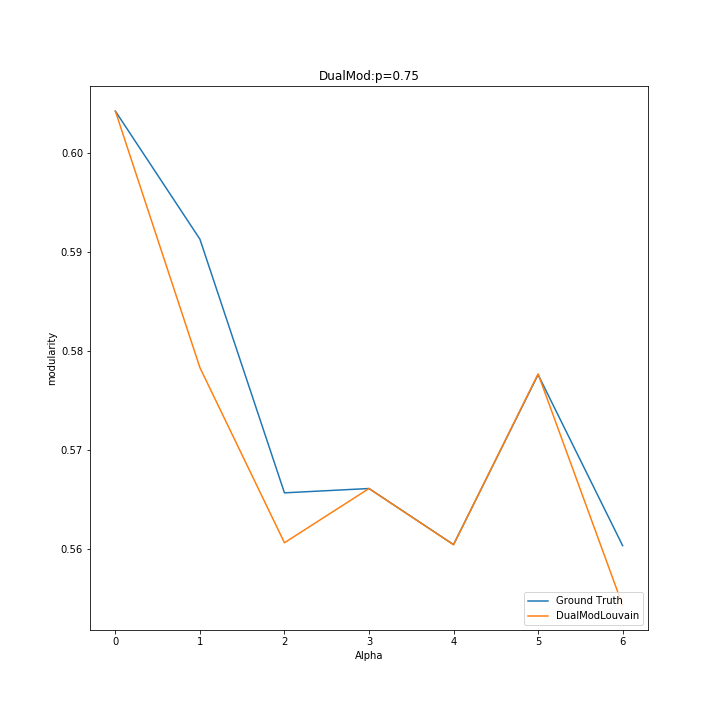 DualMod:p=0.75
0.60
0.59
0.58
0.57
0.56
modularity
0 1 2 3 4 5 6
Alpha
Ground Truth
DualModLouvain